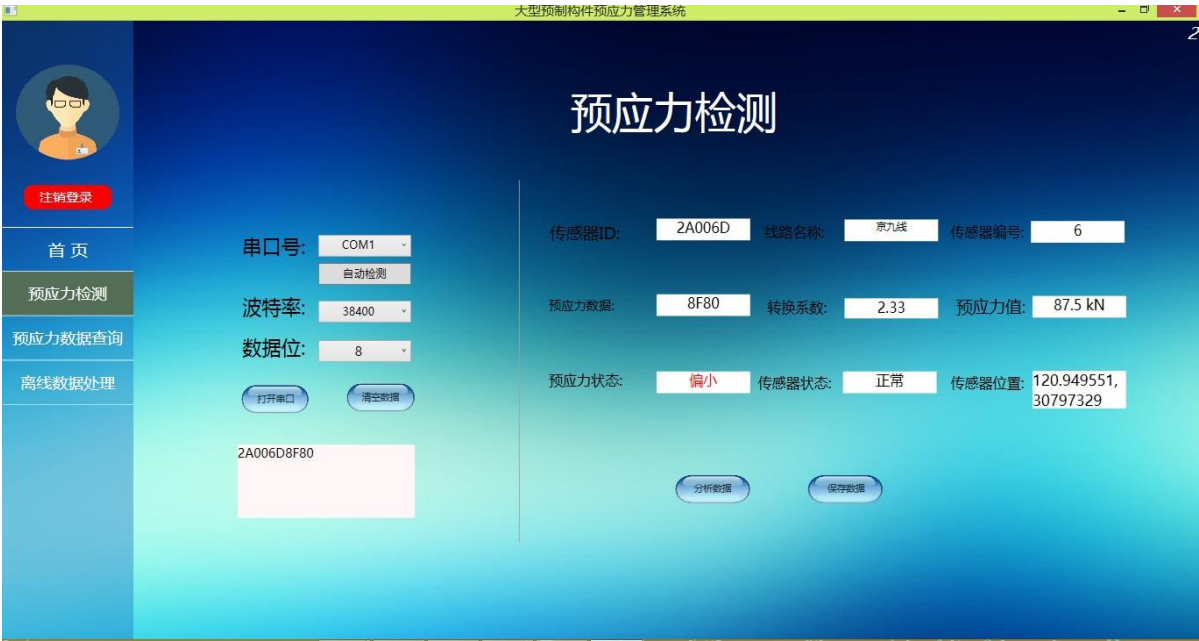 大型预制构件预应力管理系统
2
预应力检测
注销登录
首页
预应力检测
预应力数据查询
离线数据处理
串口号: COM1
自动检测
波特率: 38400
数据位: 8
打开串口 清空数据
2A006D8F80
传感器ID: 2A006D 线路名称: 京九线 传感器编号: 6
预应力数据: 8F80 转换系数: 2.33 预应力值: 87.5 kN
预应力状态: 偏小 传感器状态: 正常 传感器位置: 120.949551,
30797329
分析数据 保存数据